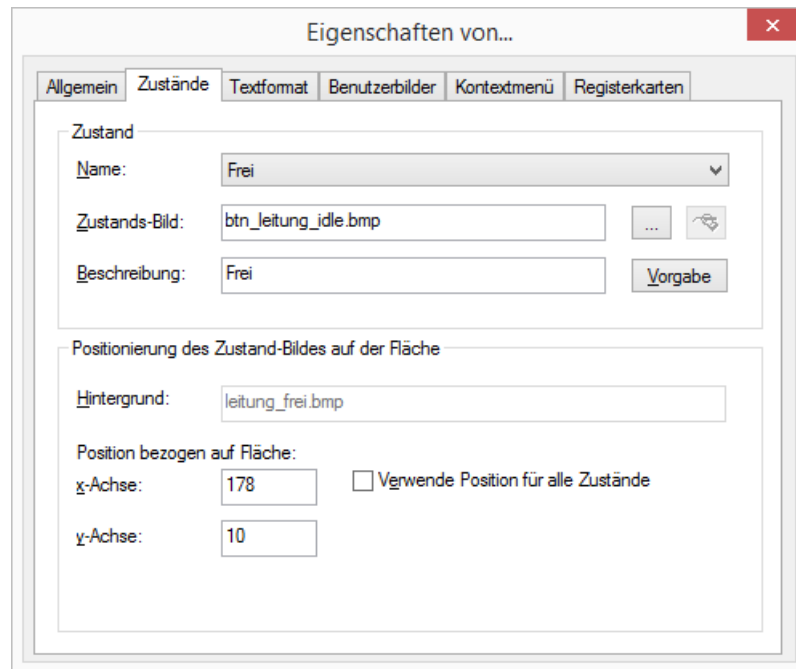 Eigenschaften von...
Allgemein Zustände Textformat Benutzerbilder Kontextmenü Registerkarten
Zustand
Name: Frei
Zustands-Bild: btn_leitung_idle.bmp ...
Beschreibung: Frei Vorgabe
Positionierung des Zustand-Bildes auf der Fläche
Hintergrund: leitung_frei.bmp
Position bezogen auf Fläche:
x-Achse: 178 Verwende Position für alle Zustände
y-Achse: 10